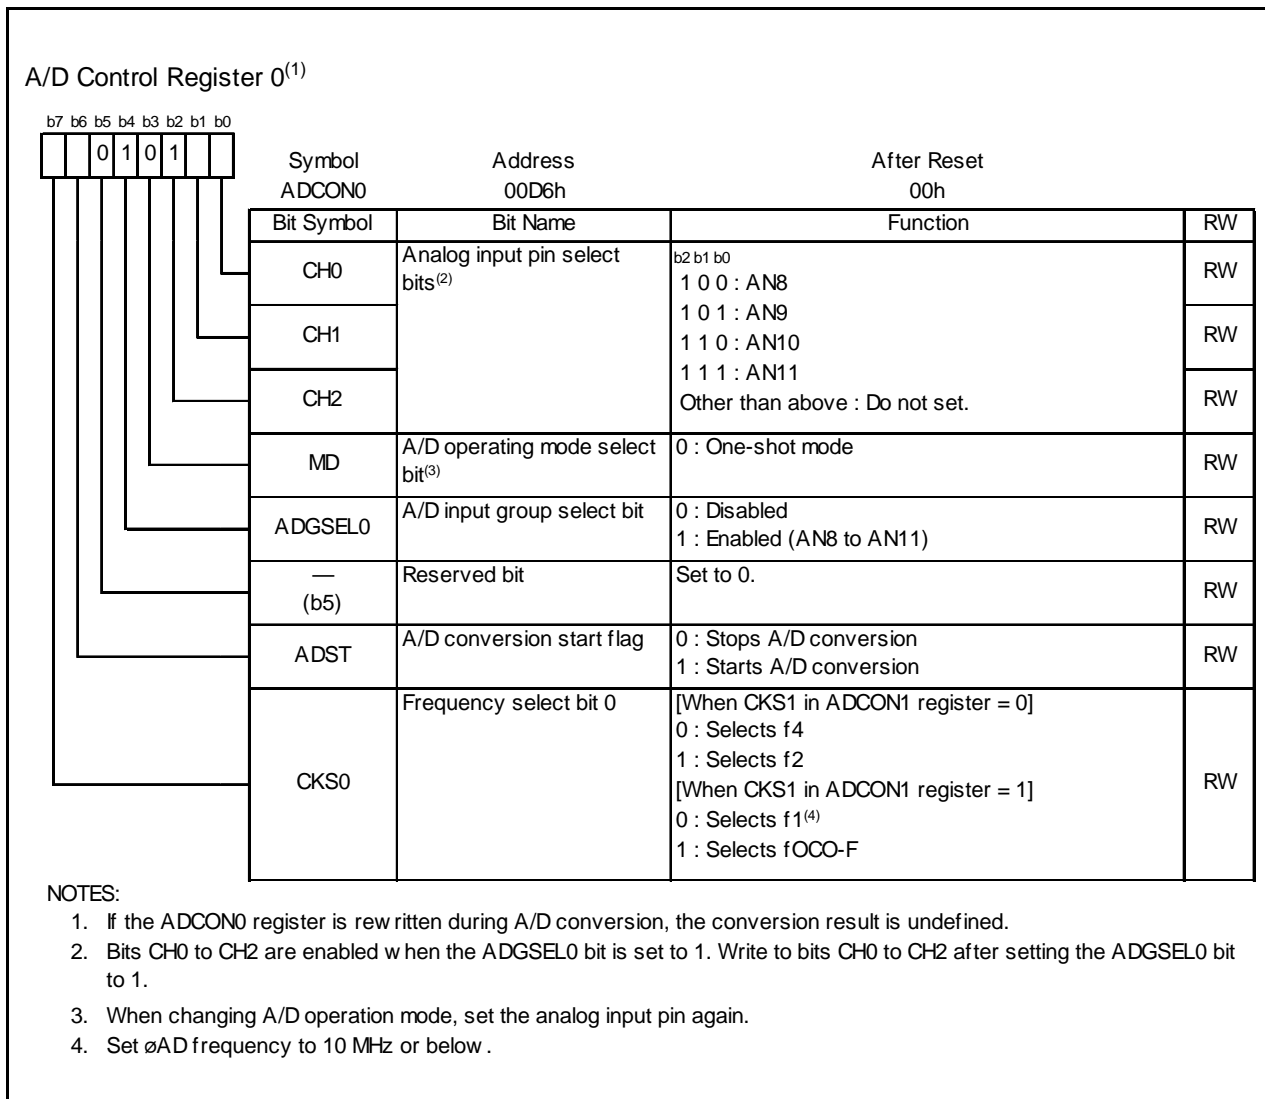 A/D Control Register 0(1)
b7 b6 b5 b4 b3 b2 b1 b0
0 1 0 1
Symbol Address After Reset
ADCON0 00D6h 00h
Bit Symbol Bit Name Function RW
CH0 Analog input pin select bits(2) b2 b1 b0 RW
1 0 0 : AN8
1 0 1 : AN9
CH1 1 1 0 : AN10 RW
1 1 1 : AN11
CH2 Other than above : Do not set. RW
MD A/D operating mode select bit(3) 0 : One-shot mode RW
ADGSEL0 A/D input group select bit 0 : Disabled RW
1 : Enabled (AN8 to AN11)
— Reserved bit Set to 0. RW
(b5)
ADST A/D conversion start flag 0 : Stops A/D conversion RW
1 : Starts A/D conversion
CKS0 Frequency select bit 0 [When CKS1 in ADCON1 register = 0] RW
0 : Selects f4
1 : Selects f2
[When CKS1 in ADCON1 register = 1]
0 : Selects f1(4)
1 : Selects fOCO-F
NOTES:
1. If the ADCON0 register is rewritten during A/D conversion, the conversion result is undefined.
2. Bits CH0 to CH2 are enabled when the ADGSEL0 bit is set to 1. Write to bits CH0 to CH2 after setting the ADGSEL0 bit
to 1.
3. When changing A/D operation mode, set the analog input pin again.
4. Set øAD frequency to 10 MHz or below.